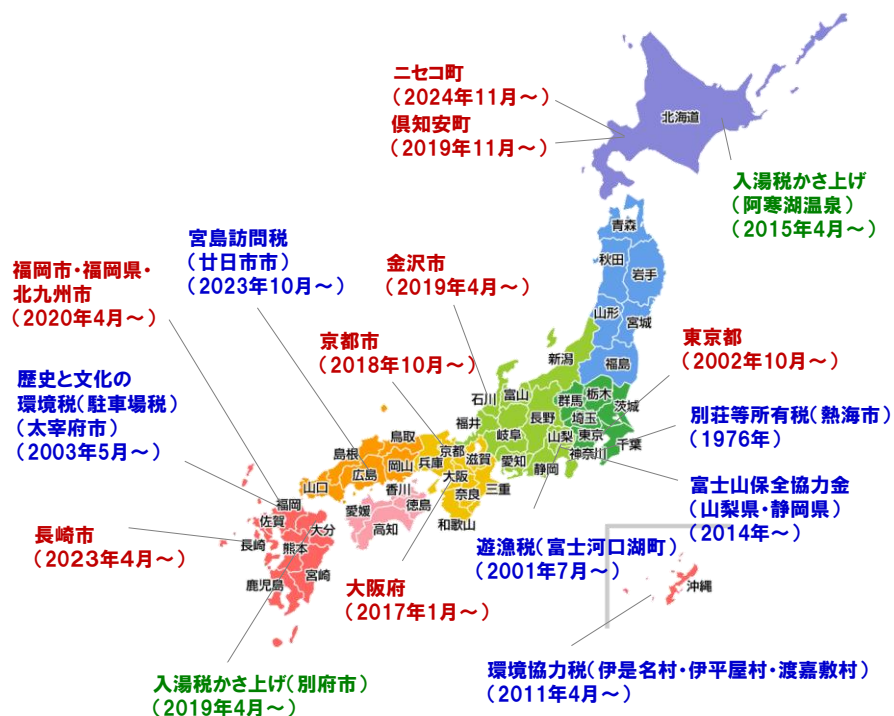 ニセコ町
（2024年11月～）
倶知安町
（2019年11月～）
北海道
入湯税かさ上げ
（阿寒湖温泉）
（2015年4月～）
宮島訪問税
（廿日市市）
（2023年10月～）
金沢市
（2019年4月～）
福岡市・福岡県・
北九州市
（2020年4月～）
京都市
（2018年10月～）
東京都
（2002年10月～）
歴史と文化の
環境税（駐車場税）
（太宰府市）
（2003年5月～）
別荘等所有税（熱海市）
（1976年）
富士山保全協力金
（山梨県・静岡県）
（2014年～）
長崎市
（2023年4月～）
遊漁税（富士河口湖町）
（2001年7月～）
大阪府
（2017年1月～）
環境協力税（伊是名村・伊平屋村・渡嘉敷村）
（2011年4月～）
入湯税かさ上げ（別府市）
（2019年4月～）
青森
秋田
岩手
山形
宮城
新潟
福島
石川
富山
群馬
栃木
茨城
福井
長野
埼玉
岐阜
山梨
東京
千葉
愛知
静岡
神奈川
鳥取
島根
兵庫
京都
滋賀
岡山
広島
大阪
山口
香川
奈良
三重
徳島
愛媛
高知
和歌山
福岡
佐賀
大分
長崎
熊本
宮崎
鹿児島
沖縄